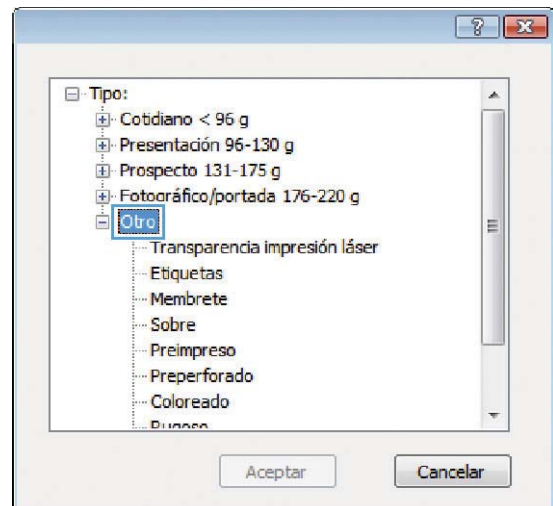 ?
Tipo:
Cotidiano < 96 g
Presentación 96-130 g
Prospecto 131-175 g
Fotográfico/portada 176-220 g
Otro
Transparencia impresión láser
Etiquetas
Membrete
Sobre
Preimpreso
Preperforado
Coloreado
Rugoso
Aceptar Cancelar